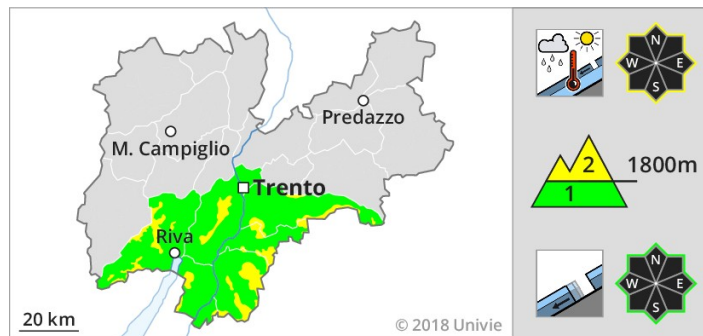 M. Campiglio
Predazzo
Trento
Riva
20 km
© 2018 Univie
N
W E
S
2 1800m
1
N
W E
S